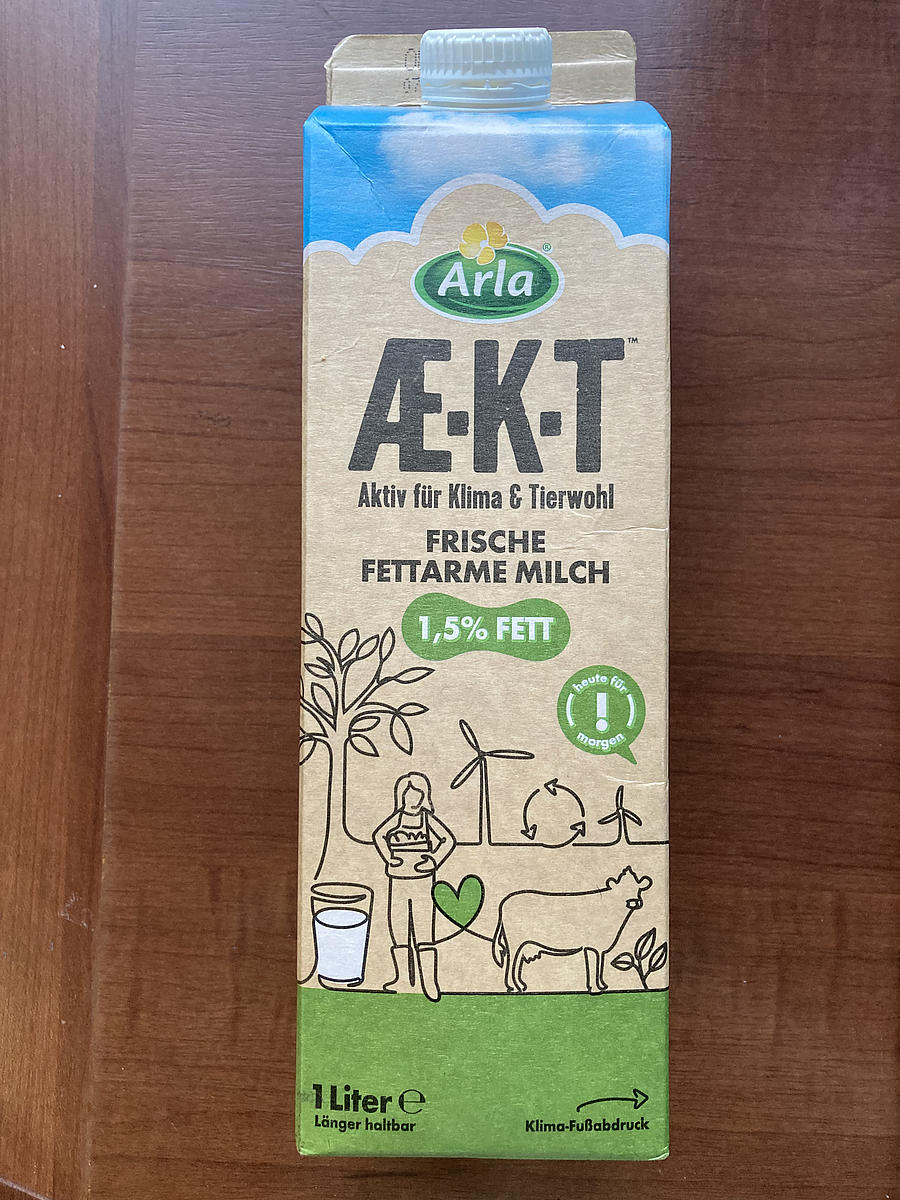 Arla®
Æ·K·T™
Aktiv für Klima & Tierwohl
FRISCHE
FETTARME MILCH
1,5% FETT
heute für
!
morgen
1 Liter ℮
Länger haltbar
Klima-Fußabdruck